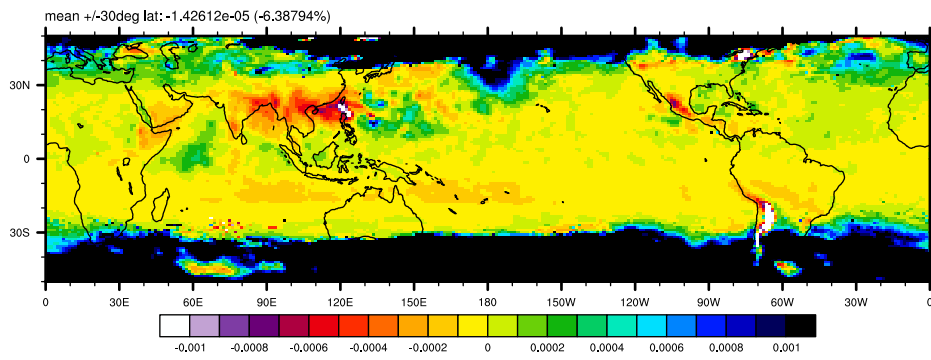 mean +/-30deg lat: -1.42612e-05 (-6.38794%)
30N
0
30S
0 30E 60E 90E 120E 150E 180 150W 120W 90W 60W 30W 0
-0.001 -0.0008 -0.0006 -0.0004 -0.0002 0 0.0002 0.0004 0.0006 0.0008 0.001